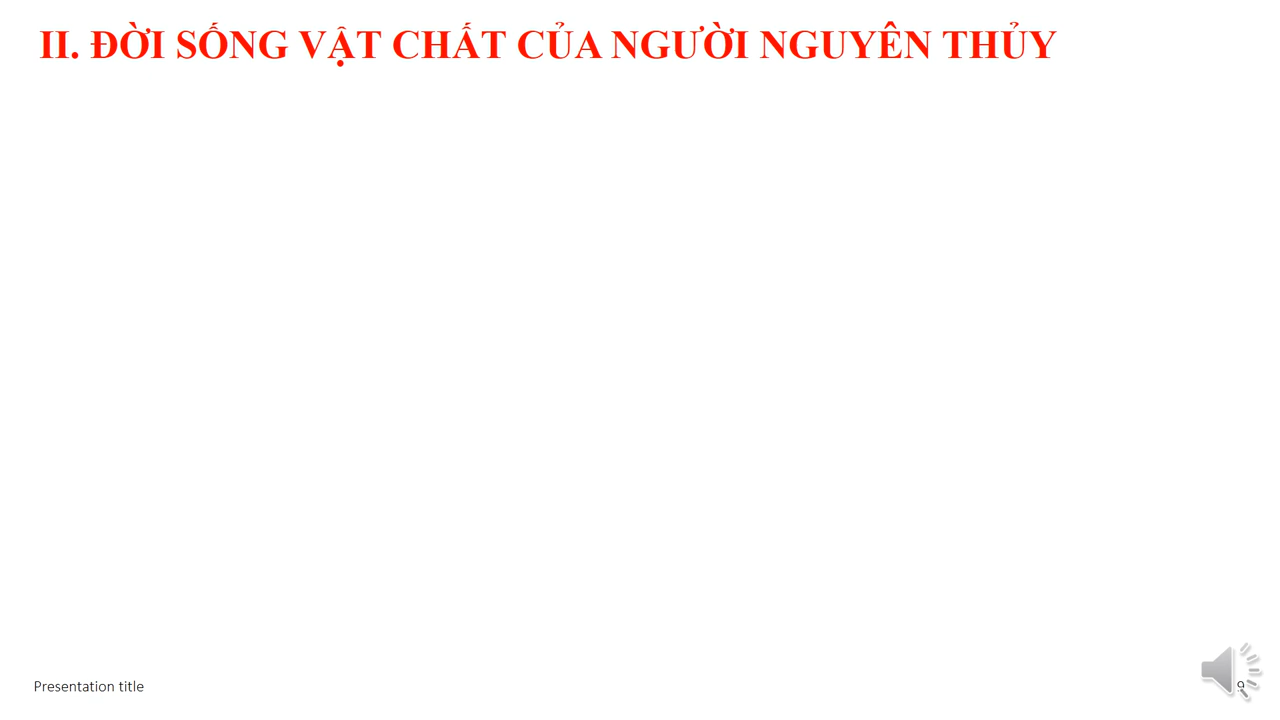 II. ĐỜI SỐNG VẬT CHẤT CỦA NGƯỜI NGUYÊN THỦY
Presentation title